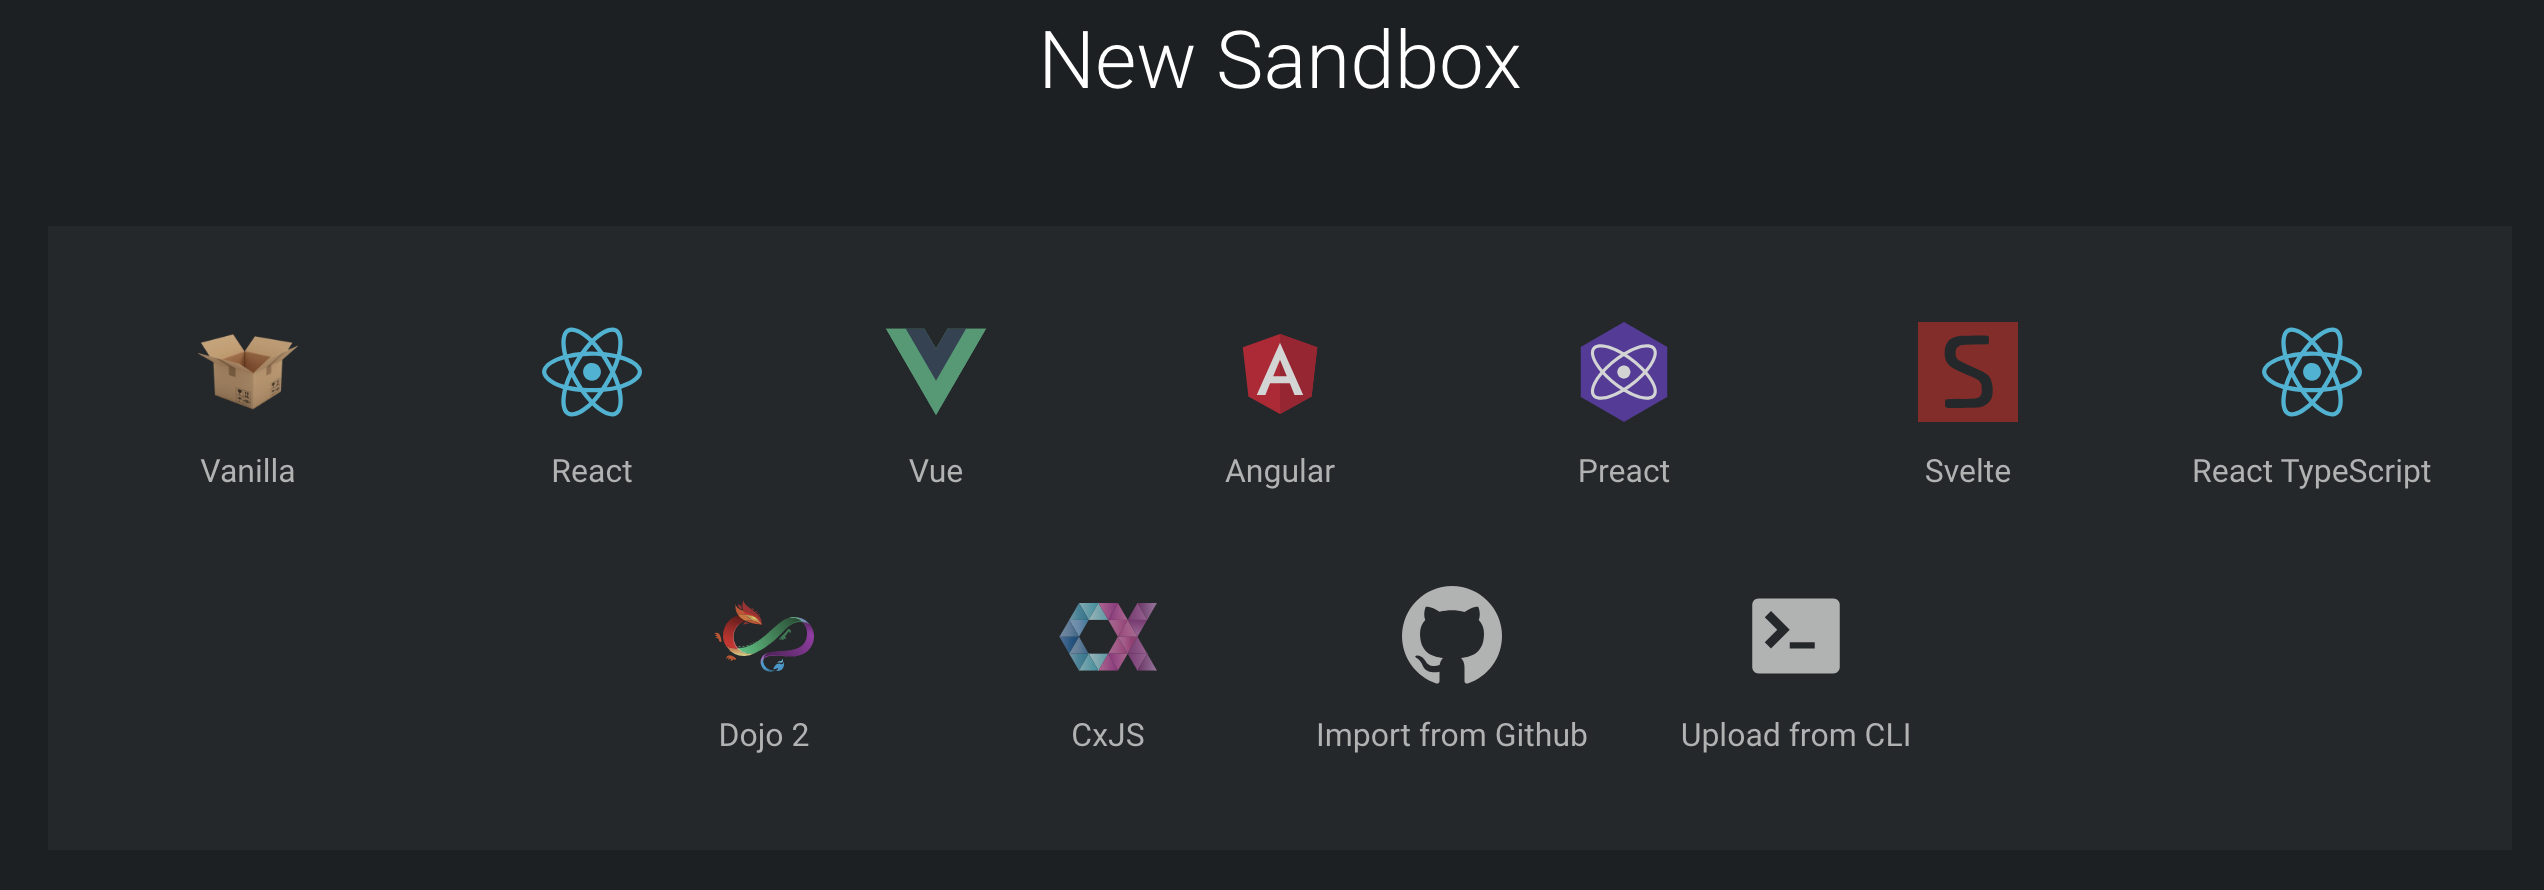 New Sandbox
Vanilla
React
Vue
Angular
Preact
Svelte
React TypeScript
Dojo 2
CxJS
Import from Github
Upload from CLI